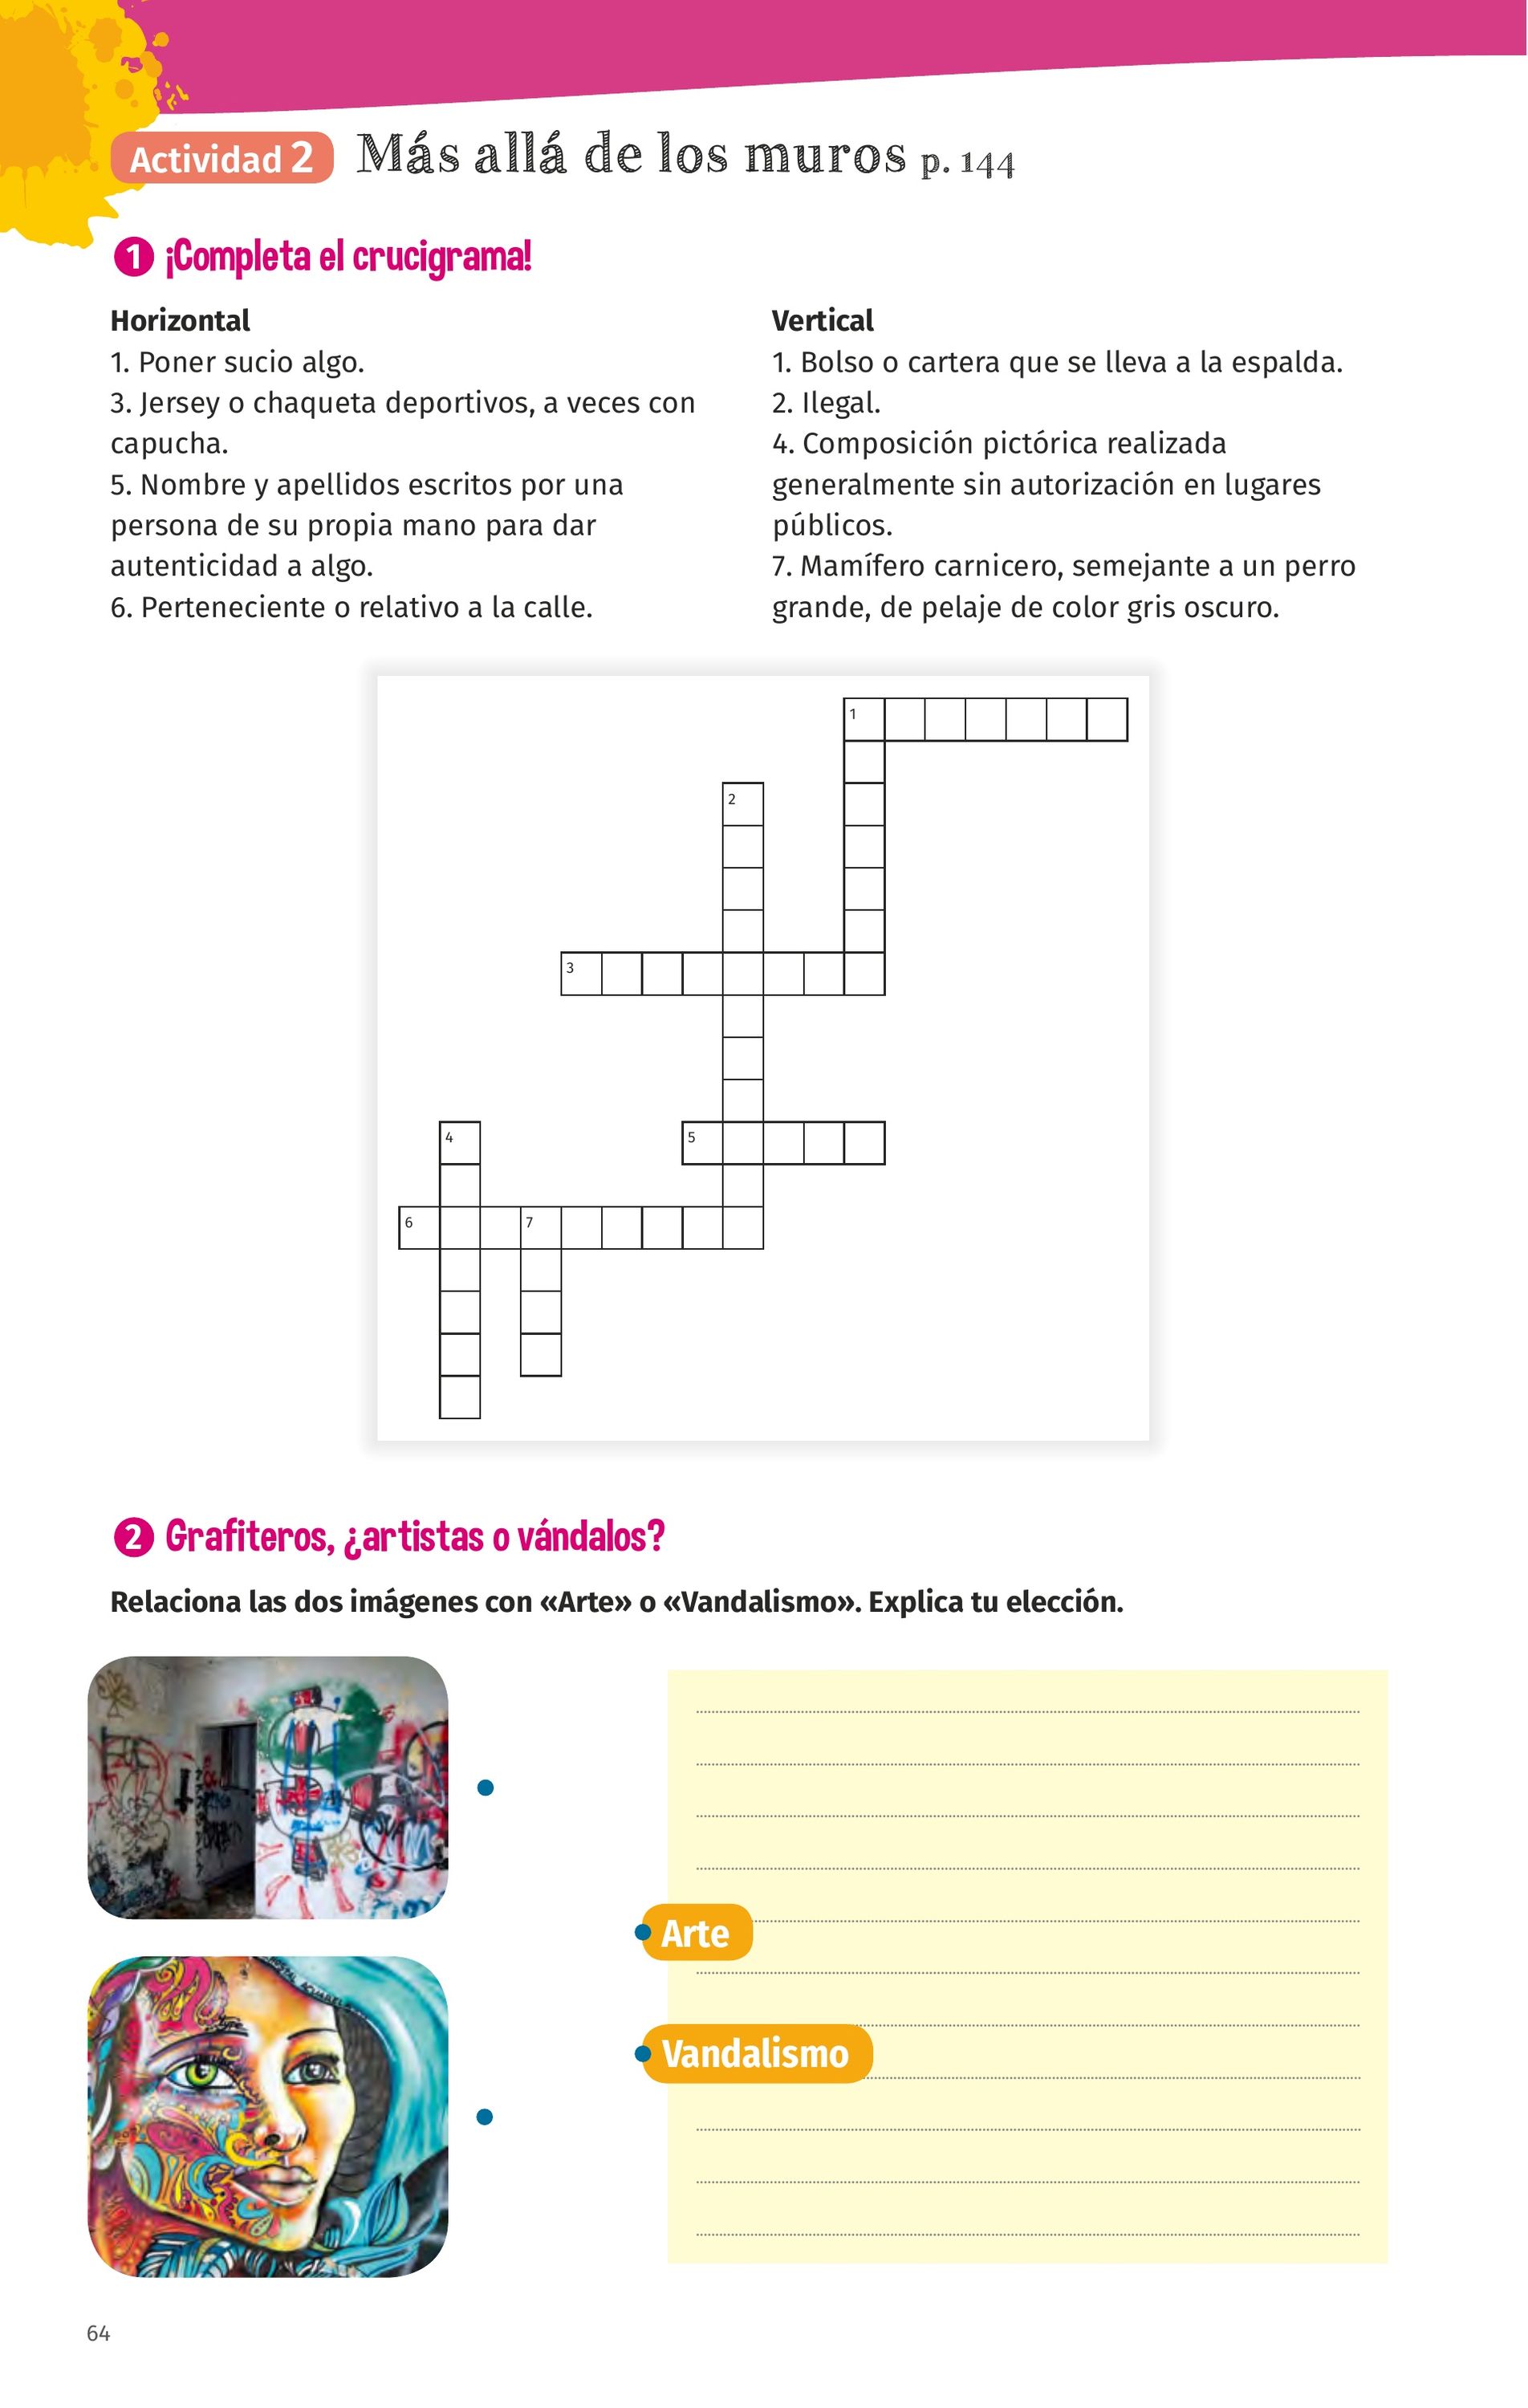 Actividad 2 Más allá de los muros p. 144
1 ¡Completa el crucigrama!
Horizontal
1. Poner sucio algo.
3. Jersey o chaqueta deportivos, a veces con
capucha.
5. Nombre y apellidos escritos por una
persona de su propia mano para dar
autenticidad a algo.
6. Perteneciente o relativo a la calle.
Vertical
1. Bolso o cartera que se lleva a la espalda.
2. Ilegal.
4. Composición pictórica realizada
generalmente sin autorización en lugares
públicos.
7. Mamífero carnicero, semejante a un perro
grande, de pelaje de color gris oscuro.
1
2
3
4
5
6
7
2 Grafiteros, ¿artistas o vándalos?
Relaciona las dos imágenes con «Arte» o «Vandalismo». Explica tu elección.
Arte
Vandalismo
64